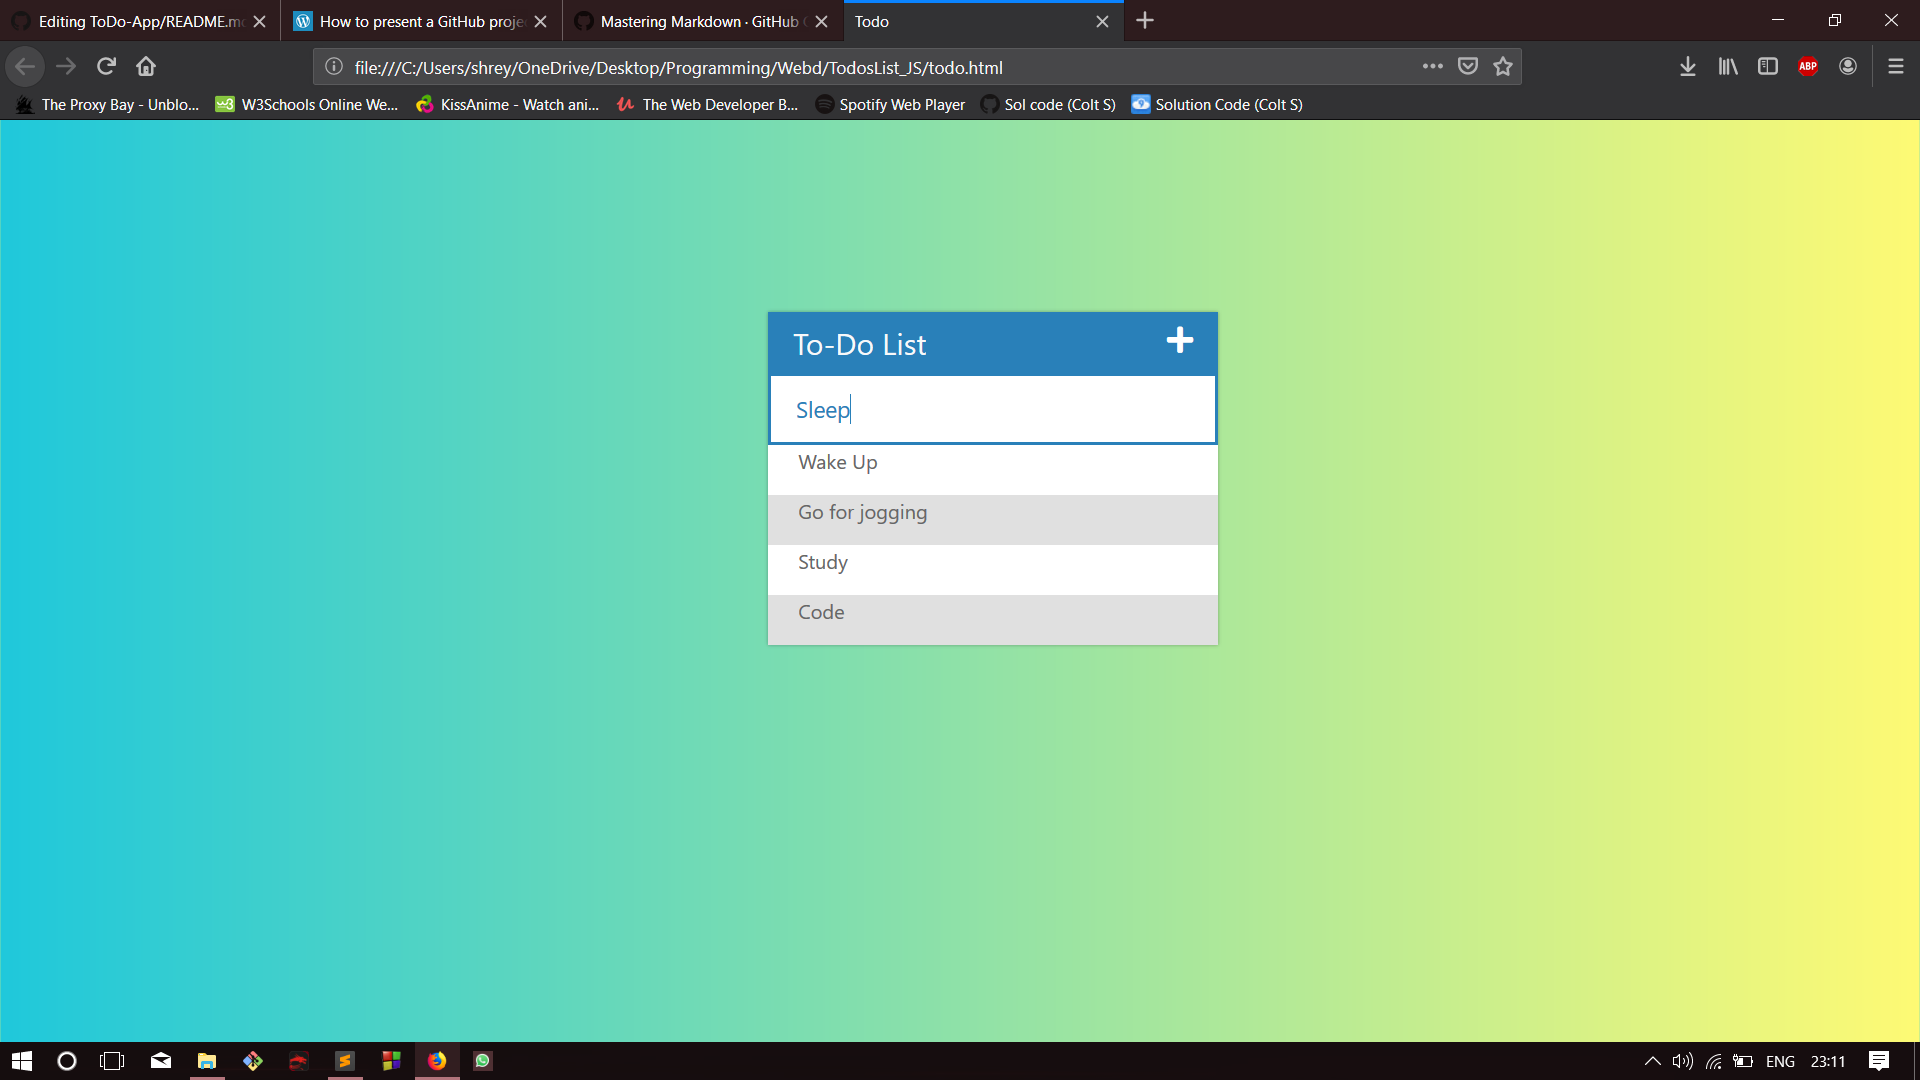 Editing ToDo-App/README.m
How to present a GitHub proje
Mastering Markdown · GitHub
Todo
file:///C:/Users/shrey/OneDrive/Desktop/Programming/Webd/TodosList_JS/todo.html
ABP
The Proxy Bay - Unblo...
W3Schools Online We...
KissAnime - Watch ani...
The Web Developer B...
Spotify Web Player
Sol code (Colt S)
Solution Code (Colt S)
To-Do List
Sleep
Wake Up
Go for jogging
Study
Code
ENG
23:11